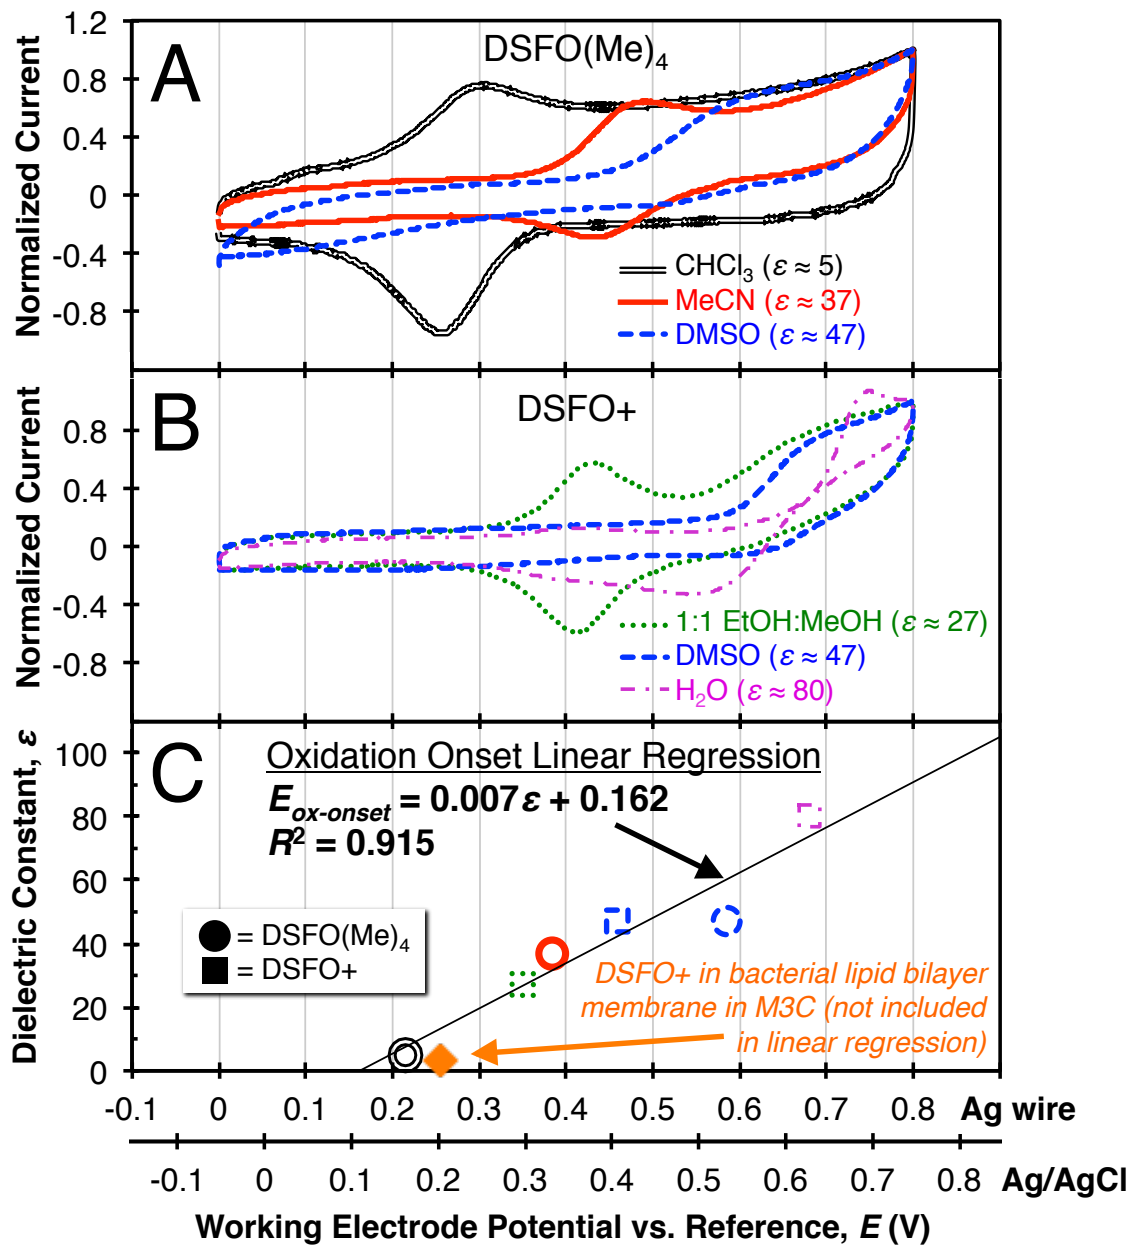 A
DSFO(Me)₄
Normalized Current
1.2
0.8
0.4
0
-0.4
-0.8
CHCl₃ (ε ≈ 5)
MeCN (ε ≈ 37)
DMSO (ε ≈ 47)
B
DSFO+
Normalized Current
0.8
0.4
0
-0.4
-0.8
1:1 EtOH:MeOH (ε ≈ 27)
DMSO (ε ≈ 47)
H₂O (ε ≈ 80)
C
Oxidation Onset Linear Regression
E_ox-onset = 0.007ε + 0.162
R² = 0.915
Dielectric Constant, ε
100
80
60
40
20
0
= DSFO(Me)₄
= DSFO+
DSFO+ in bacterial lipid bilayer
membrane in M3C (not included
in linear regression)
-0.1 0 0.1 0.2 0.3 0.4 0.5 0.6 0.7 0.8 Ag wire
-0.1 0 0.1 0.2 0.3 0.4 0.5 0.6 0.7 0.8 Ag/AgCl
Working Electrode Potential vs. Reference, E (V)